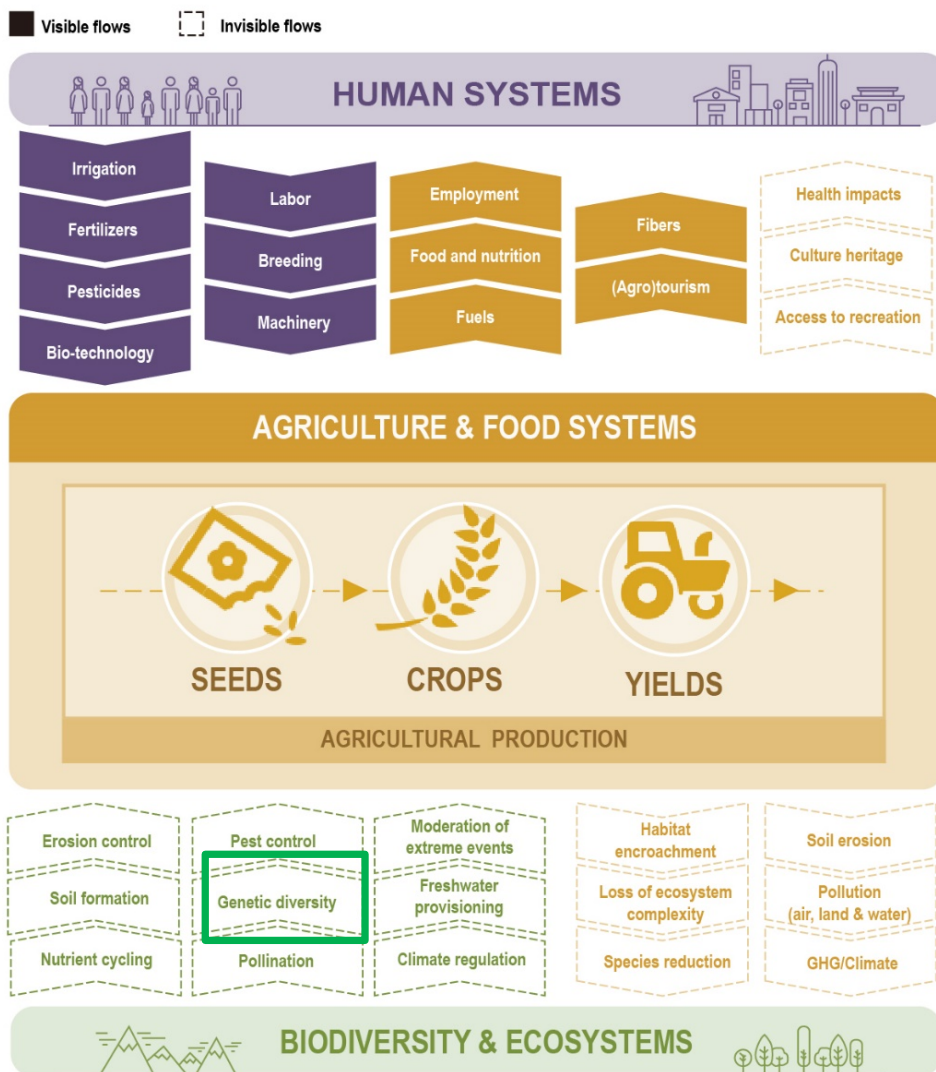 Visible flows
Invisible flows
HUMAN SYSTEMS
Irrigation
Fertilizers
Pesticides
Bio-technology
Labor
Breeding
Machinery
Employment
Food and nutrition
Fuels
Fibers
(Agro)tourism
Health impacts
Culture heritage
Access to recreation
AGRICULTURE & FOOD SYSTEMS
SEEDS
CROPS
YIELDS
AGRICULTURAL PRODUCTION
Erosion control
Soil formation
Nutrient cycling
Pest control
Genetic diversity
Pollination
Moderation of
extreme events
Freshwater
provisioning
Climate regulation
Habitat
encroachment
Loss of ecosystem
complexity
Species reduction
Soil erosion
Pollution
(air, land & water)
GHG/Climate
BIODIVERSITY & ECOSYSTEMS